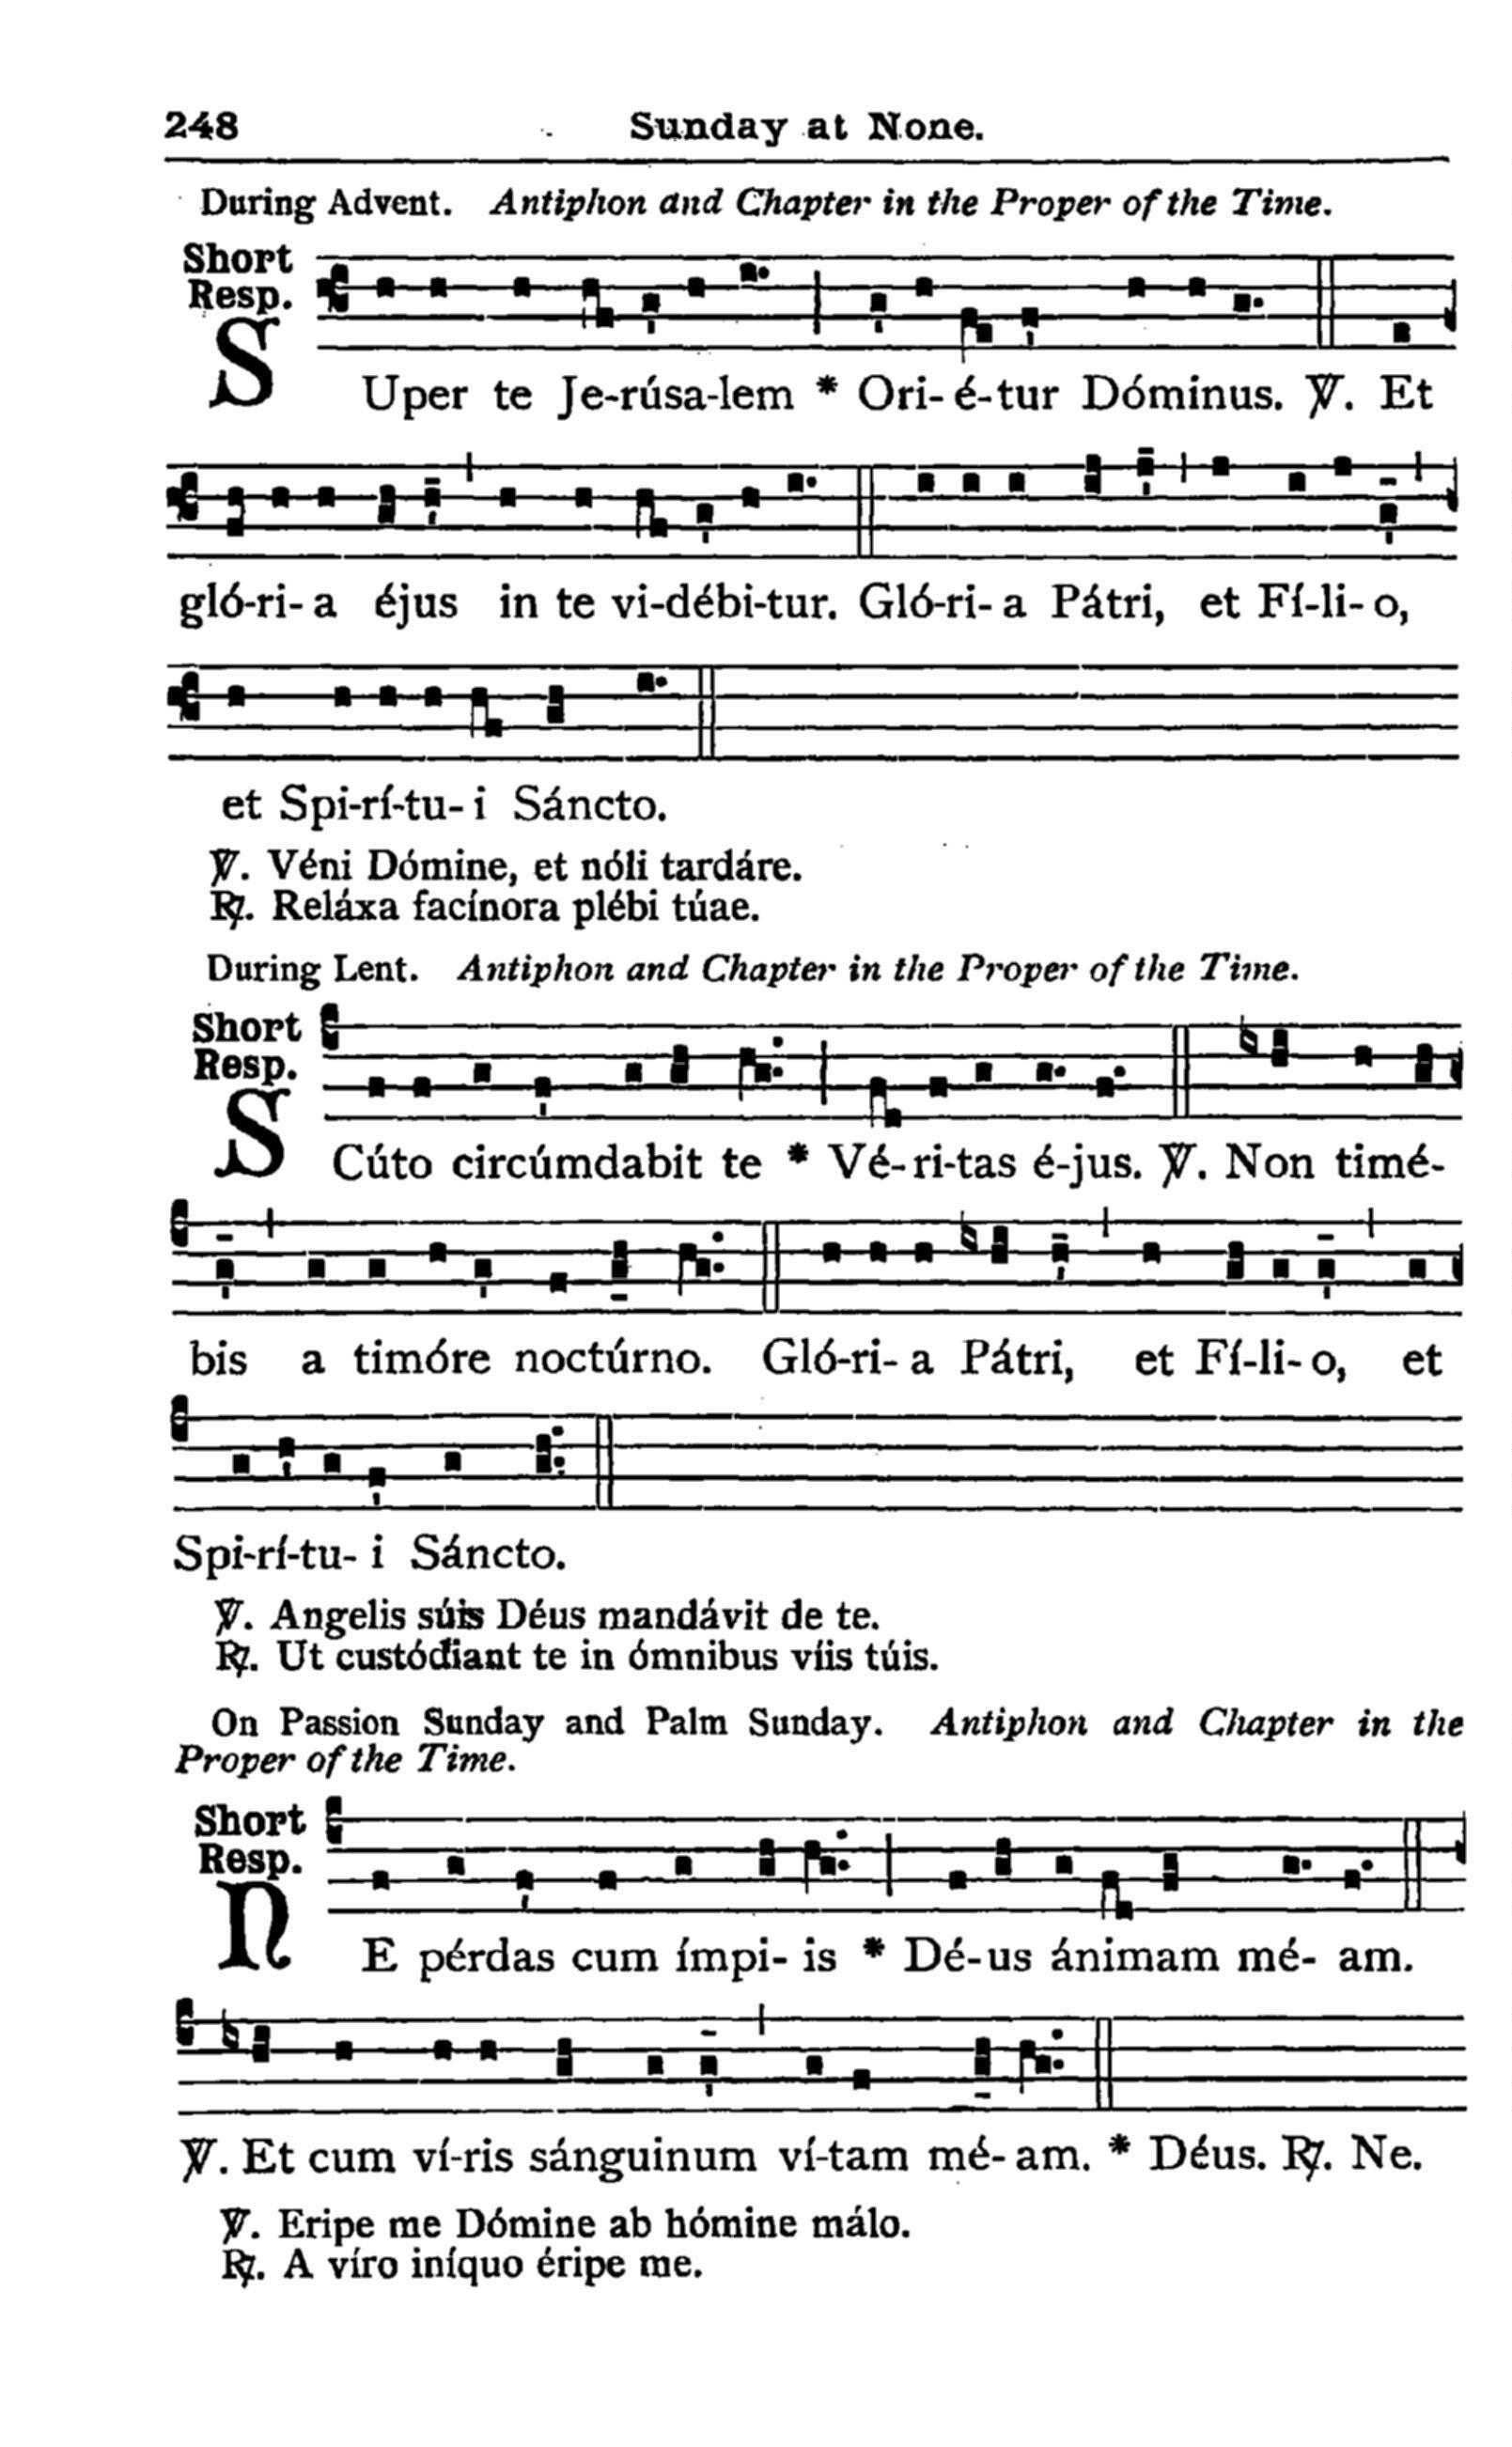 248 Sunday at None.
During Advent. Antiphon and Chapter in the Proper of the Time.
Short
Resp.
SUper te Je-rúsa-lem * Ori- é-tur Dóminus. ℣. Et
gló-ri- a éjus in te vi-débi-tur. Gló-ri- a Pátri, et Fí-li- o,
et Spi-rí-tu- i Sáncto.
℣. Véni Dómine, et nóli tardáre.
℟. Reláxa facínora plébi túae.
During Lent. Antiphon and Chapter in the Proper of the Time.
Short
Resp.
SCúto circúmdabit te * Vé- ri-tas é-jus. ℣. Non timé-
bis a timóre noctúrno. Gló-ri- a Pátri, et Fí-li- o, et
Spi-rí-tu- i Sáncto.
℣. Angelis súis Déus mandávit de te.
℟. Ut custódiant te in ómnibus víis túis.
On Passion Sunday and Palm Sunday. Antiphon and Chapter in the
Proper of the Time.
Short
Resp.
NE pérdas cum ímpi- is * Dé-us ánimam mé- am.
℣. Et cum ví-ris sánguinum ví-tam mé- am. * Déus. ℟. Ne.
℣. Eripe me Dómine ab hómine málo.
℟. A víro iníquo éripe me.